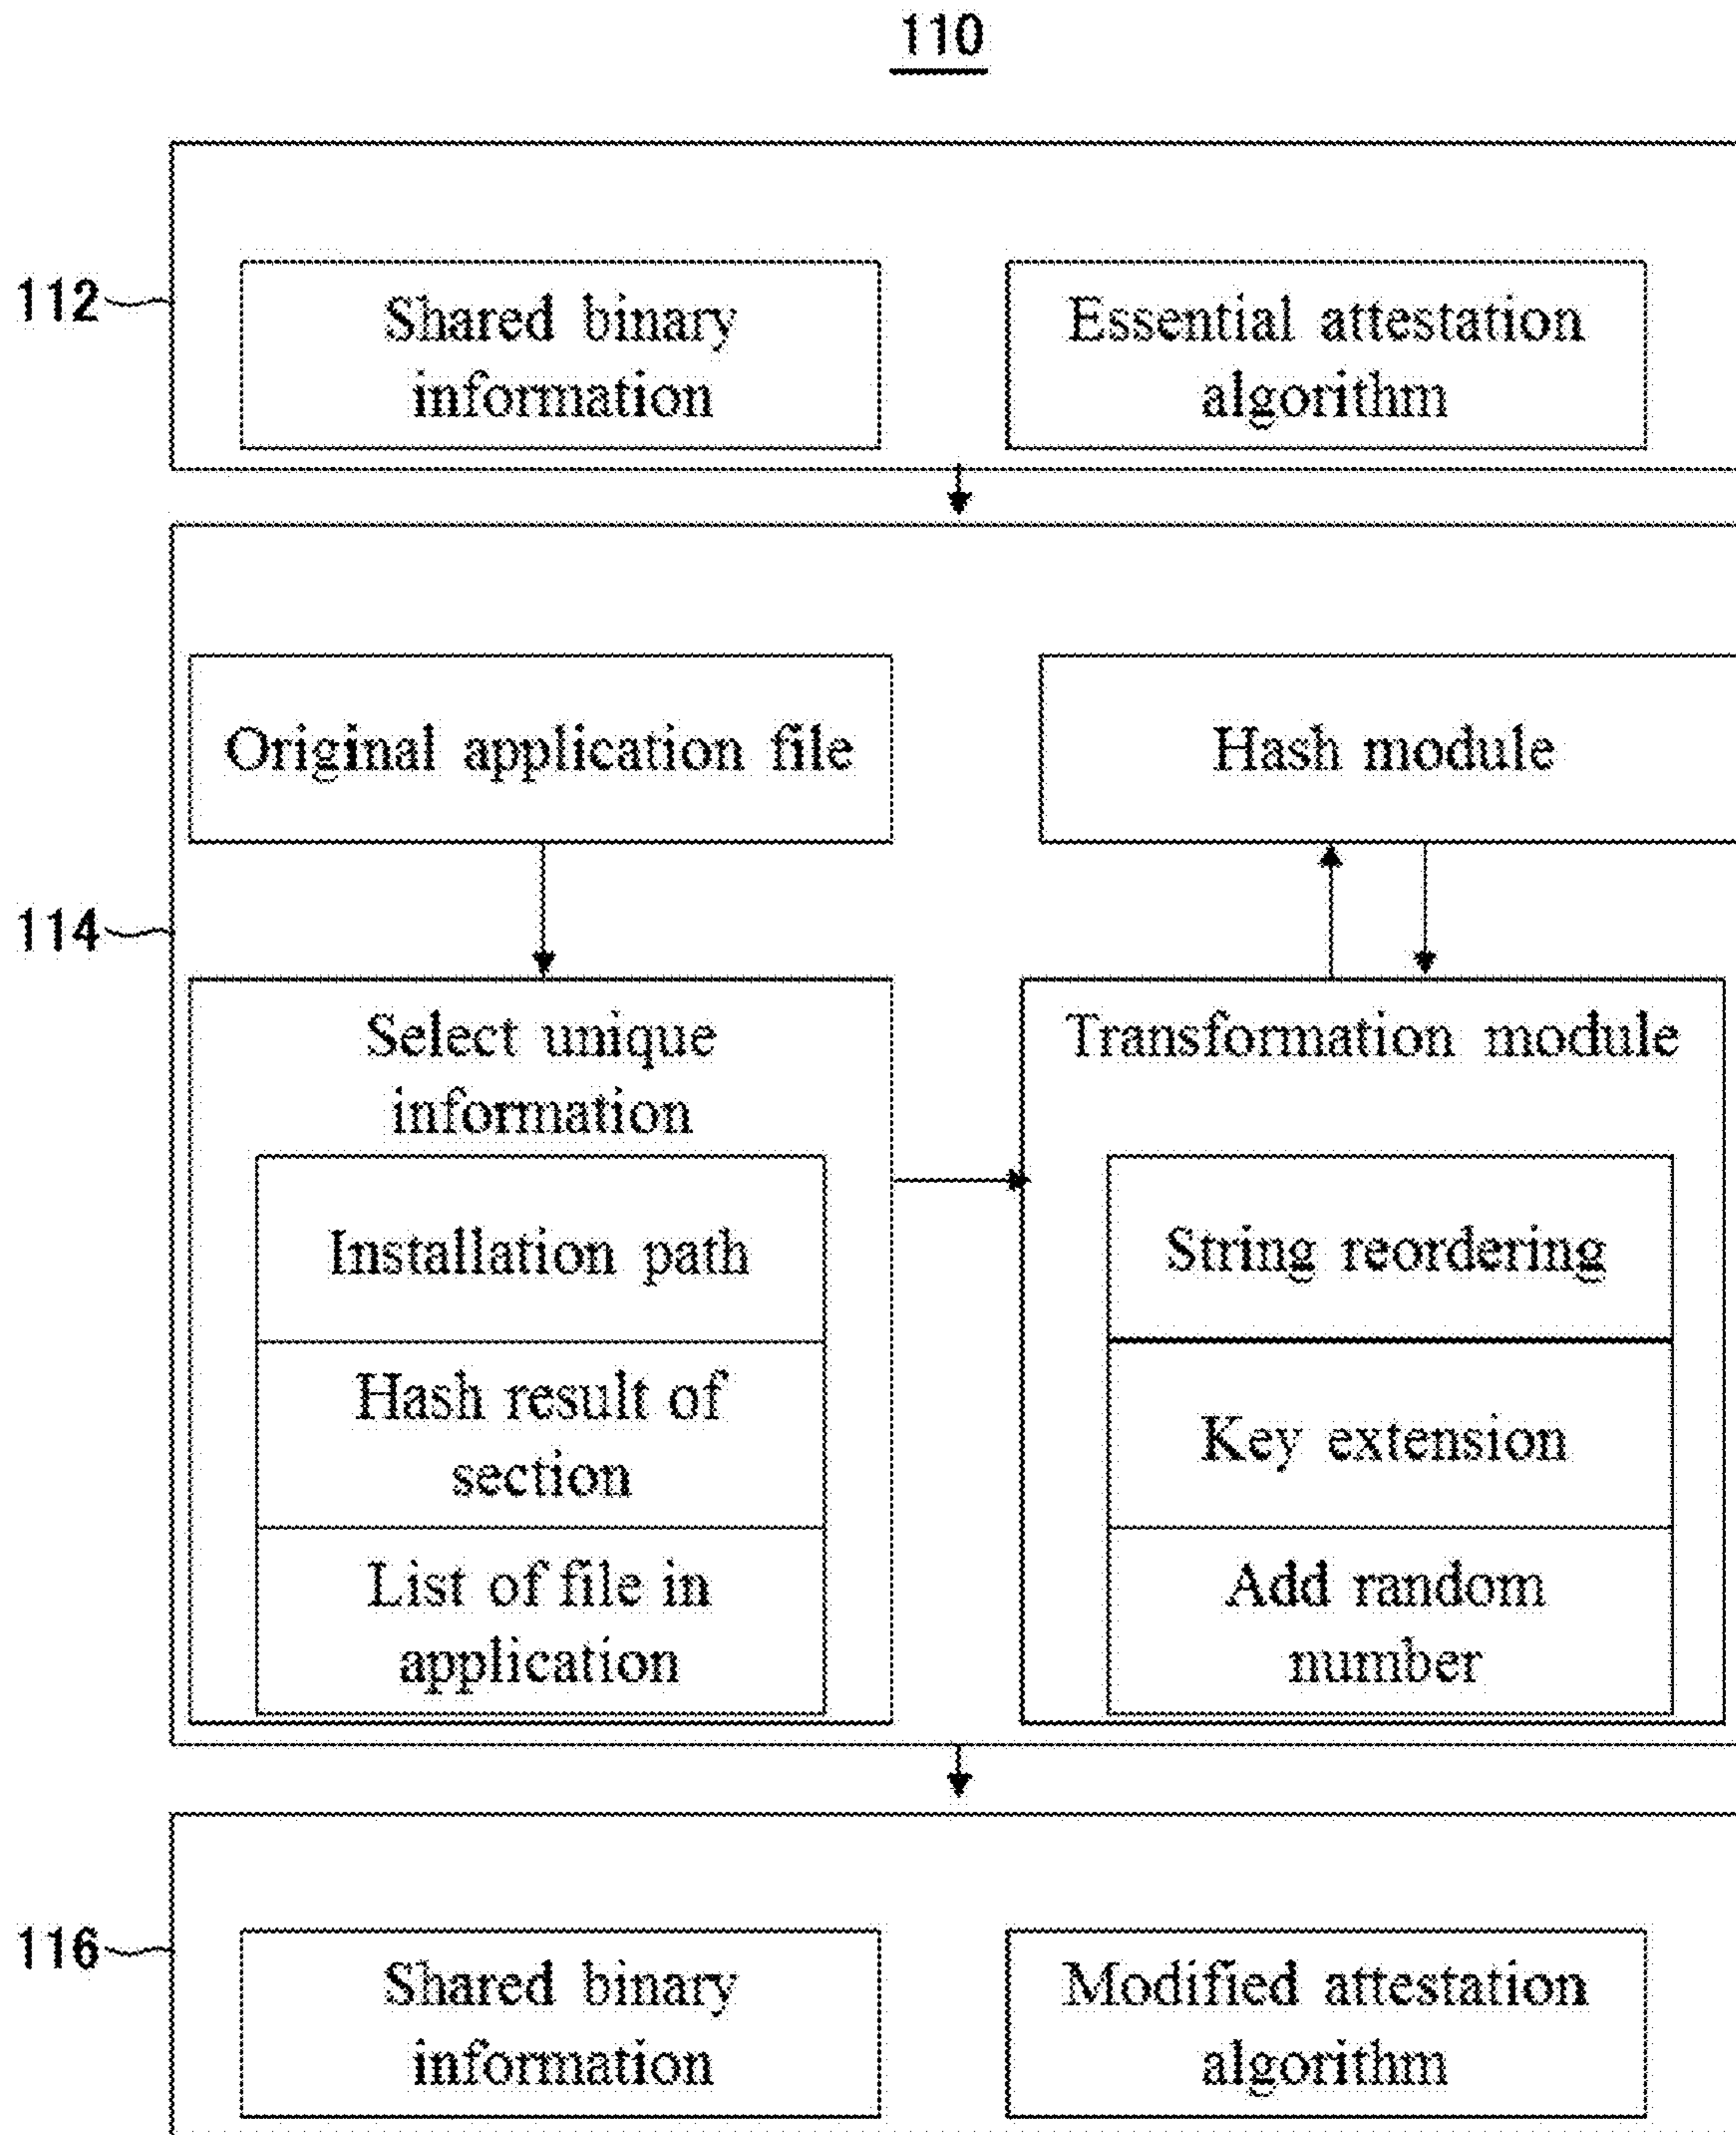 110
112
Shared binary
information
Essential attestation
algorithm
114
Original application file
Hash module
Select unique
information
Installation path
Hash result of
section
List of file in
application
Transformation module
String reordering
Key extension
Add random
number
116
Shared binary
information
Modified attestation
algorithm